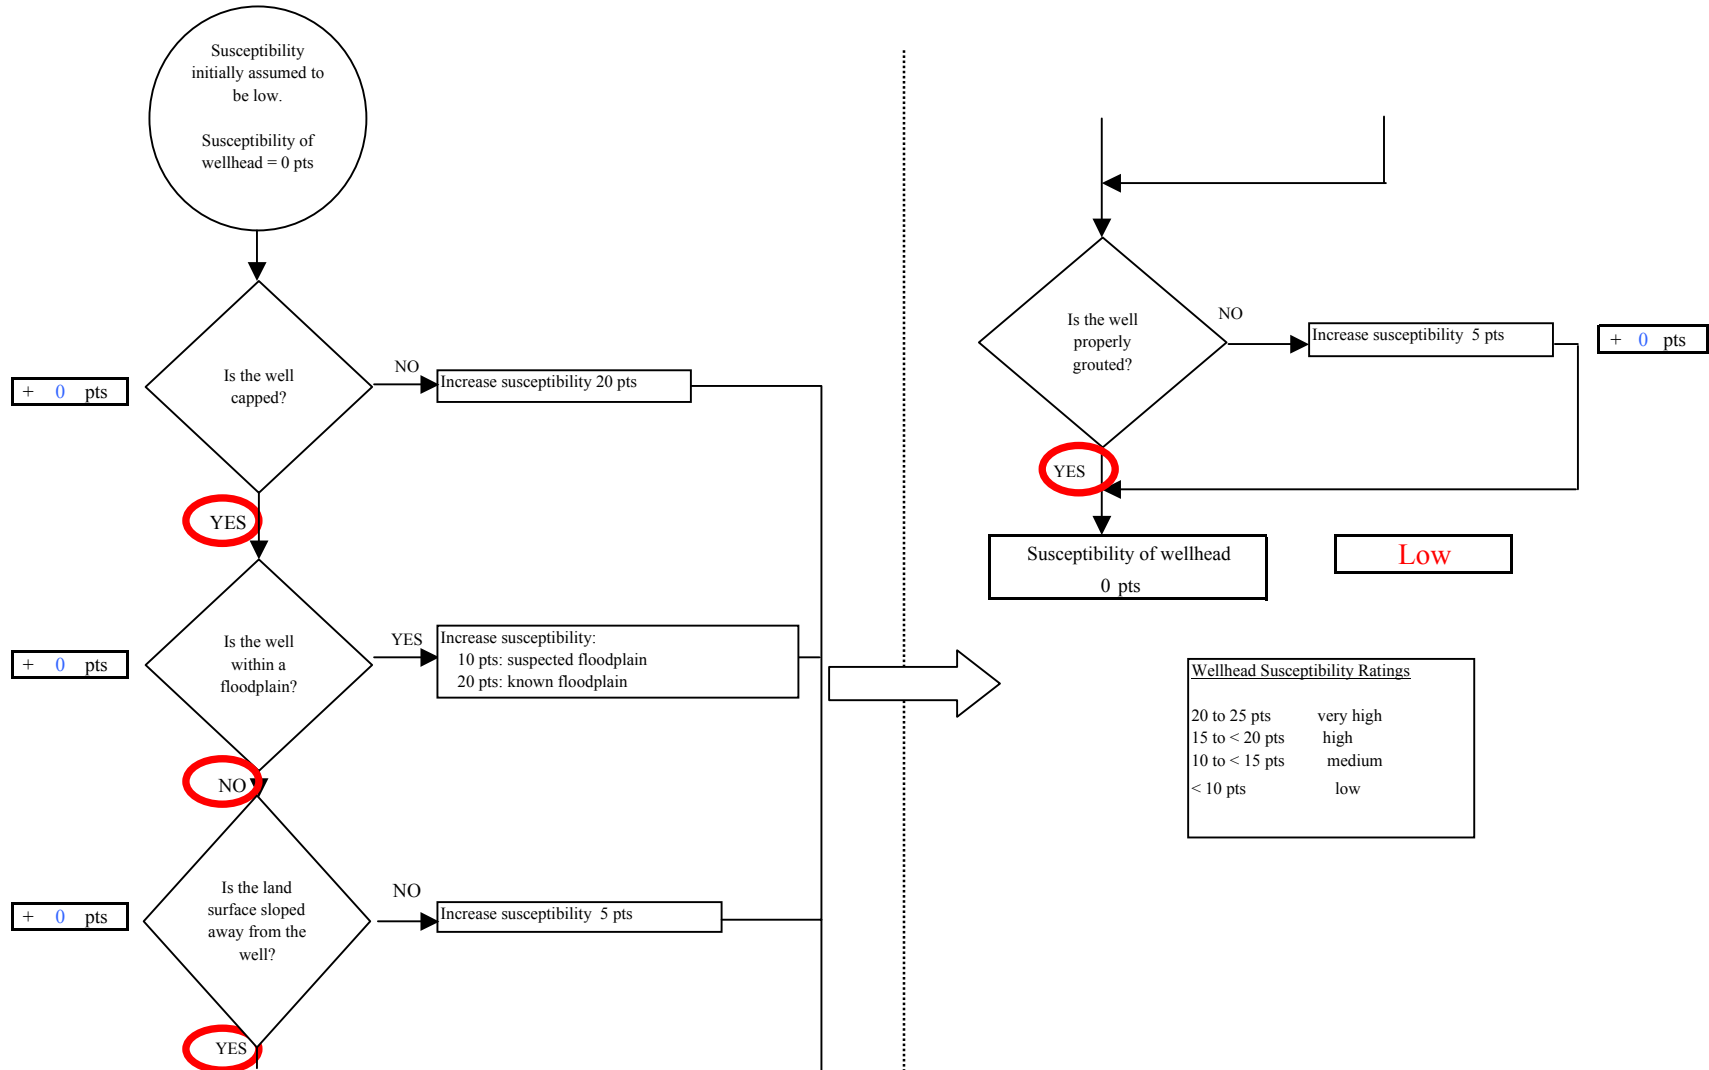 Susceptibility
initially assumed to
be low.
Susceptibility of
wellhead = 0 pts
Is the well
capped?
+ 0 pts
NO
Increase susceptibility 20 pts
YES
Is the well
within a
floodplain?
+ 0 pts
YES
Increase susceptibility:
10 pts: suspected floodplain
20 pts: known floodplain
NO
Is the land
surface sloped
away from the
well?
+ 0 pts
NO
Increase susceptibility 5 pts
YES
Is the well
properly
grouted?
NO
Increase susceptibility 5 pts
+ 0 pts
YES
Susceptibility of wellhead
0 pts
Low
Wellhead Susceptibility Ratings
20 to 25 pts very high
15 to < 20 pts high
10 to < 15 pts medium
< 10 pts low